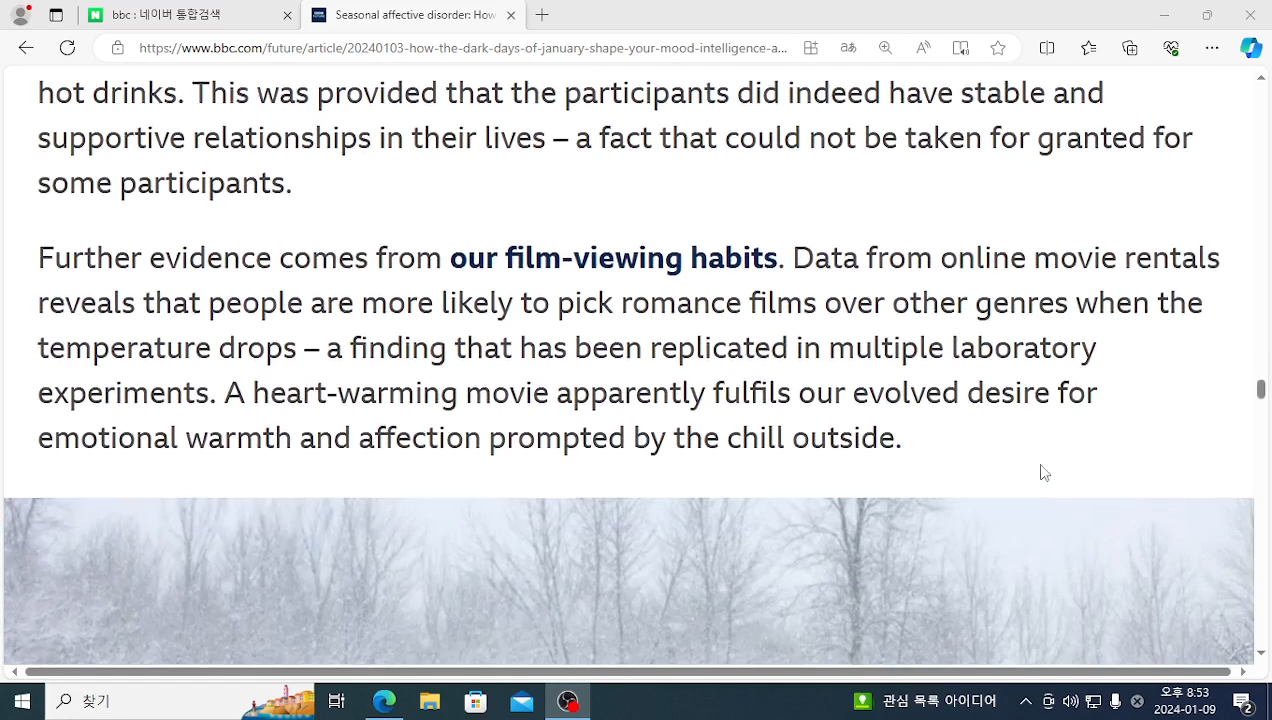 bbc : 네이버 통합검색
Seasonal affective disorder: How
https://www.bbc.com/future/article/20240103-how-the-dark-days-of-january-shape-your-mood-intelligence-a...
hot drinks. This was provided that the participants did indeed have stable and
supportive relationships in their lives – a fact that could not be taken for granted for
some participants.
Further evidence comes from our film-viewing habits. Data from online movie rentals
reveals that people are more likely to pick romance films over other genres when the
temperature drops – a finding that has been replicated in multiple laboratory
experiments. A heart-warming movie apparently fulfils our evolved desire for
emotional warmth and affection prompted by the chill outside.
찾기
관심 목록 아이디어
오후 8:53
2024-01-09
2